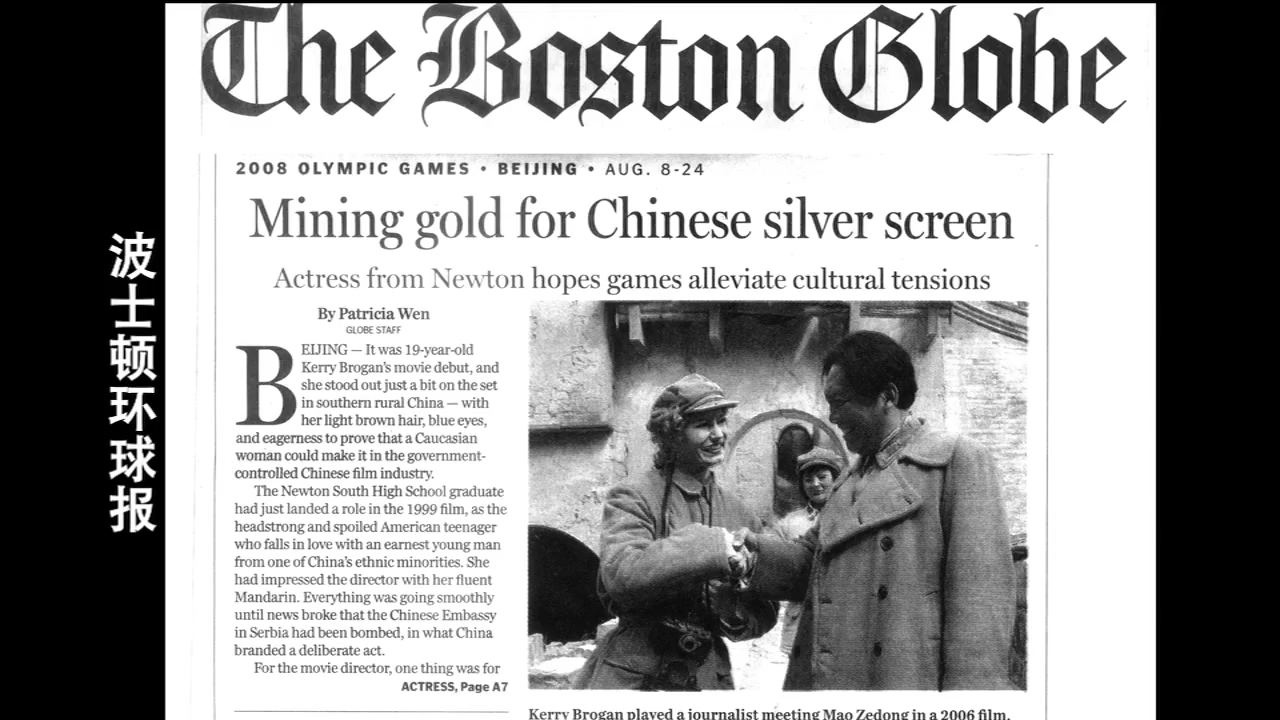 The Boston Globe
波士顿环球报
2008 OLYMPIC GAMES • BEIJING • AUG. 8-24
Mining gold for Chinese silver screen
Actress from Newton hopes games alleviate cultural tensions
By Patricia Wen
GLOBE STAFF
BEIJING — It was 19-year-old
Kerry Brogan's movie debut, and
she stood out just a bit on the set
in southern rural China — with
her light brown hair, blue eyes,
and eagerness to prove that a Caucasian
woman could make it in the government-
controlled Chinese film industry.
The Newton South High School graduate
had just landed a role in the 1999 film, as the
headstrong and spoiled American teenager
who falls in love with an earnest young man
from one of China's ethnic minorities. She
had impressed the director with her fluent
Mandarin. Everything was going smoothly
until news broke that the Chinese Embassy
in Serbia had been bombed, in what China
branded a deliberate act.
For the movie director, one thing was for
ACTRESS, Page A7
Kerry Brogan played a journalist meeting Mao Zedong in a 2006 film.